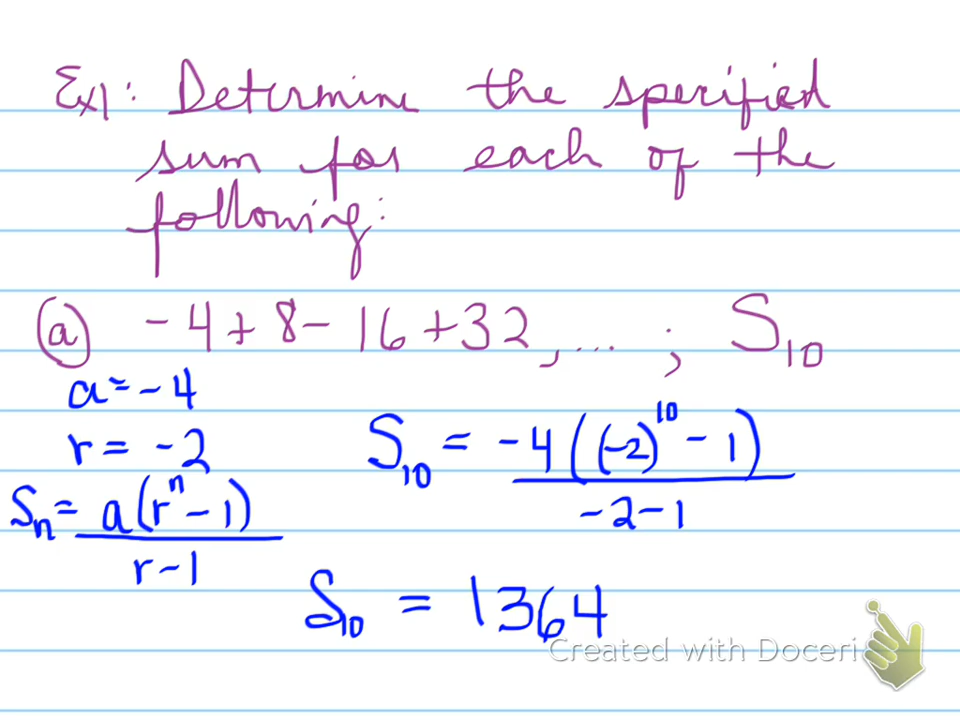 Ex1: Determine the specified
sum for each of the
following:
(a) -4+8-16+32,...; S₁₀
a=-4
r=-2
Sₙ = a(rⁿ-1)
r-1
S₁₀ = -4((-2)¹⁰-1)
-2-1
S₁₀ = 1364
Created with Doceri